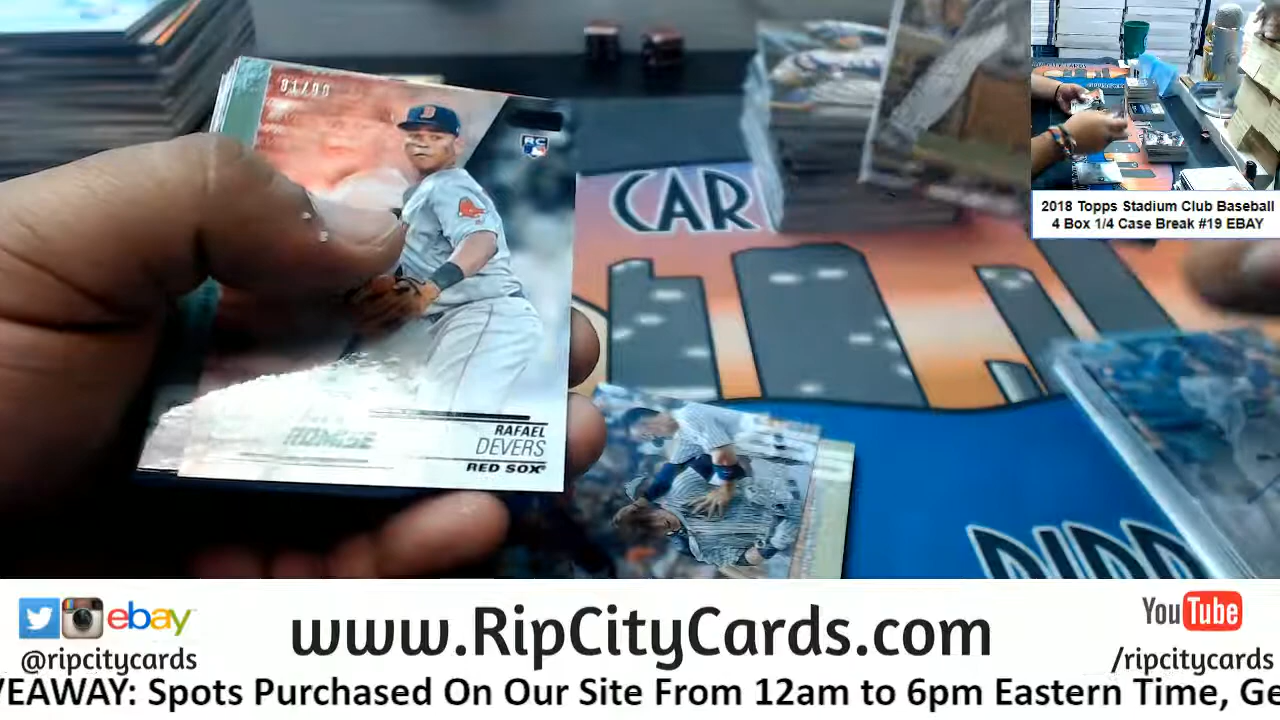 RC
RAFAEL
DEVERS
RED SOX
CAR
2018 Topps Stadium Club Baseball
4 Box 1/4 Case Break #19 EBAY
ebay
@ripcitycards
www.RipCityCards.com
YouTube
/ripcitycards
VEAWAY: Spots Purchased On Our Site From 12am to 6pm Eastern Time, Ge